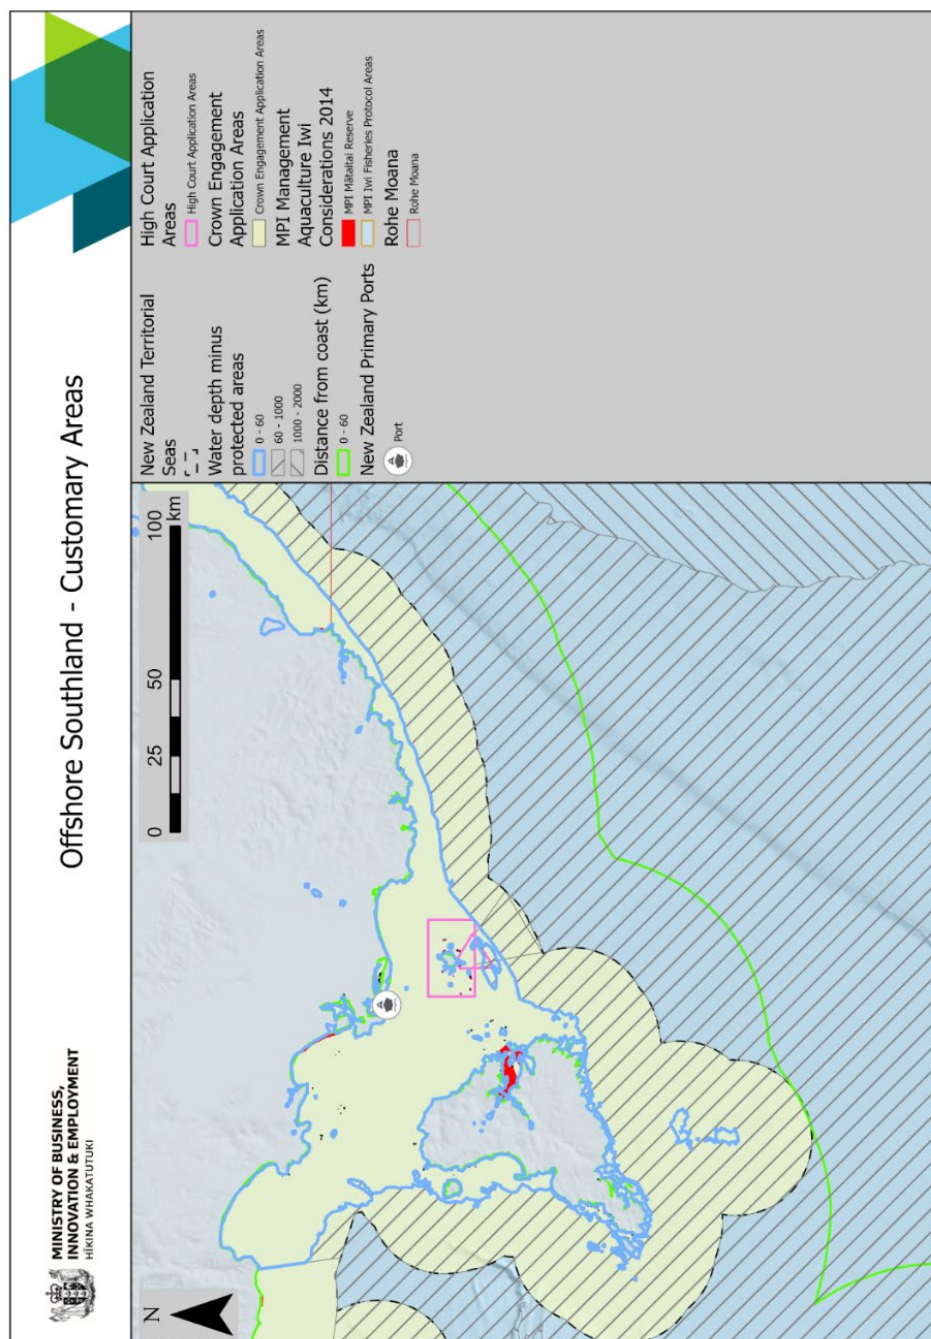 MINISTRY OF BUSINESS,
INNOVATION & EMPLOYMENT
HĪKINA WHAKATUTUKI
Offshore Southland - Customary Areas
N
0
25
50
100
km
New Zealand Territorial
Seas
Water depth minus
protected areas
0 - 60
60 - 1000
1000 - 2000
Distance from coast (km)
0 - 60
New Zealand Primary Ports
Port
High Court Application
Areas
High Court Application Areas
Crown Engagement
Application Areas
Crown Engagement Application Areas
MPI Management
Aquaculture Iwi
Considerations 2014
MPI Mātaitai Reserve
MPI Iwi Fisheries Protocol Areas
Rohe Moana
Rohe Moana